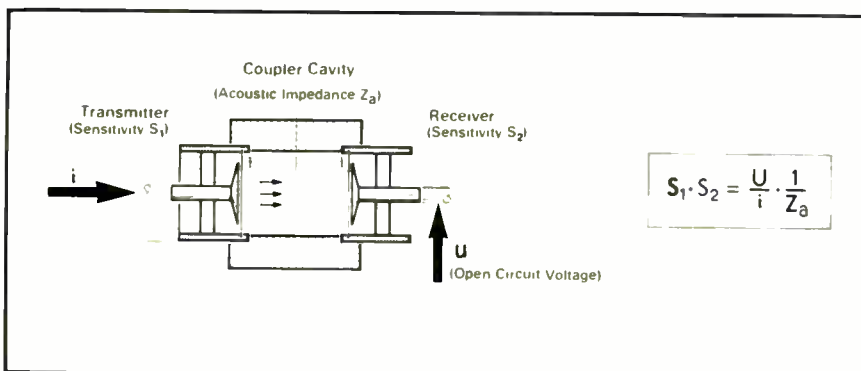 Coupler Cavity
(Acoustic Impedance Zₐ)
Transmitter
(Sensitivity S₁)
Receiver
(Sensitivity S₂)
i
S₁ · S₂ = U/i · 1/Zₐ
u
(Open Circuit Voltage)